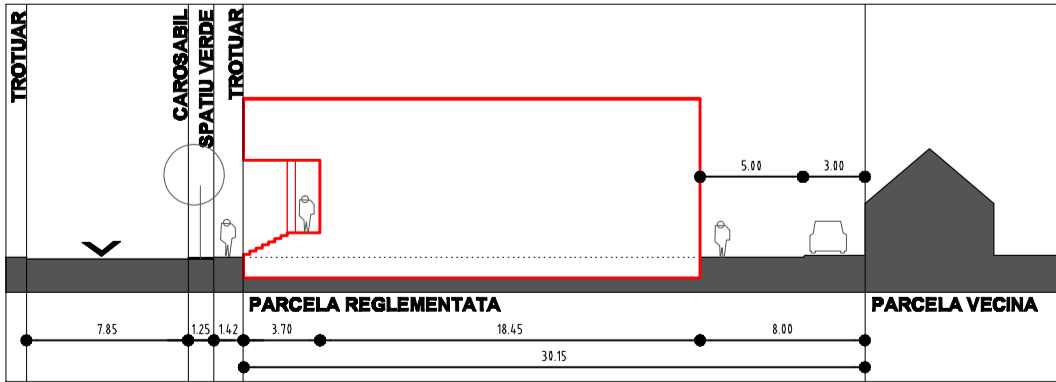 TROTUAR
CAROSABIL
SPATIU VERDE
TROTUAR
5.00
3.00
PARCELA REGLEMENTATA
PARCELA VECINA
7.85
1.25
1.42
3.70
18.45
8.00
30.15